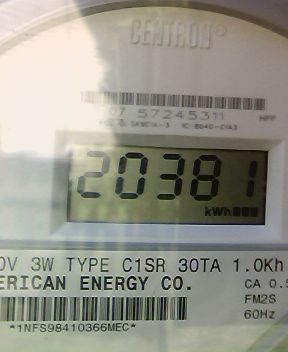 CENTRON®
57245311
20381
kWh
0V 3W TYPE C1SR 30TA 1.0Kh
ERICAN ENERGY CO.
CA 0.5
FM2S
60Hz
*1NFS98410366MEC*